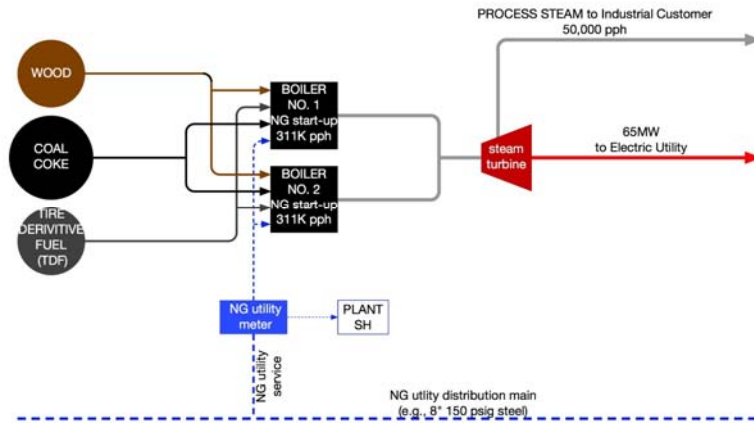 PROCESS STEAM to Industrial Customer
50,000 pph
WOOD
BOILER
NO. 1
NG start-up
311K pph
COAL
COKE
steam
turbine
65MW
to Electric Utility
BOILER
NO. 2
NG start-up
311K pph
TIRE
DERIVITIVE
FUEL
(TDF)
NG utility
meter
PLANT
SH
NG utility
service
NG utlity distribution main
(e.g., 8" 150 psig steel)